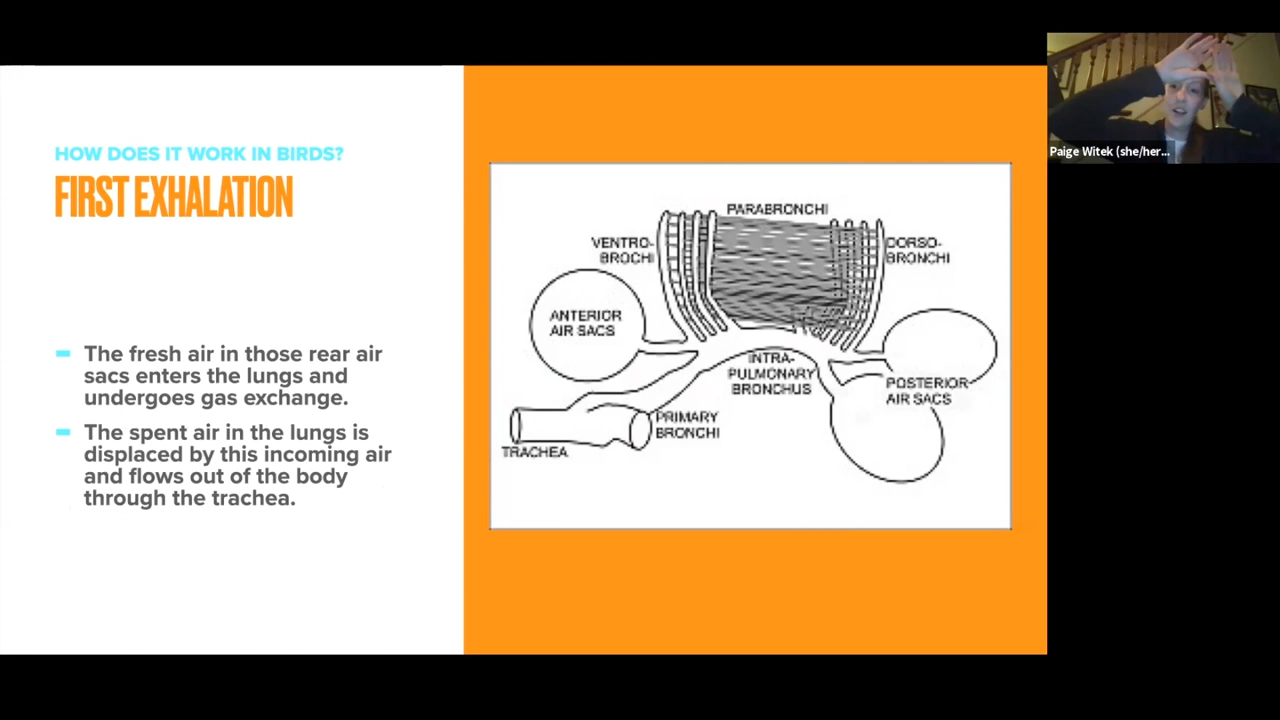 HOW DOES IT WORK IN BIRDS?
FIRST EXHALATION
The fresh air in those rear air
sacs enters the lungs and
undergoes gas exchange.
The spent air in the lungs is
displaced by this incoming air
and flows out of the body
through the trachea.
PARABRONCHI
VENTRO-
BROCHI
DORSO-
BRONCHI
ANTERIOR
AIR SACS
INTRA-
PULMONARY
BRONCHUS
POSTERIOR
AIR SACS
PRIMARY
BRONCHI
TRACHEA
Paige Witek (she/her...